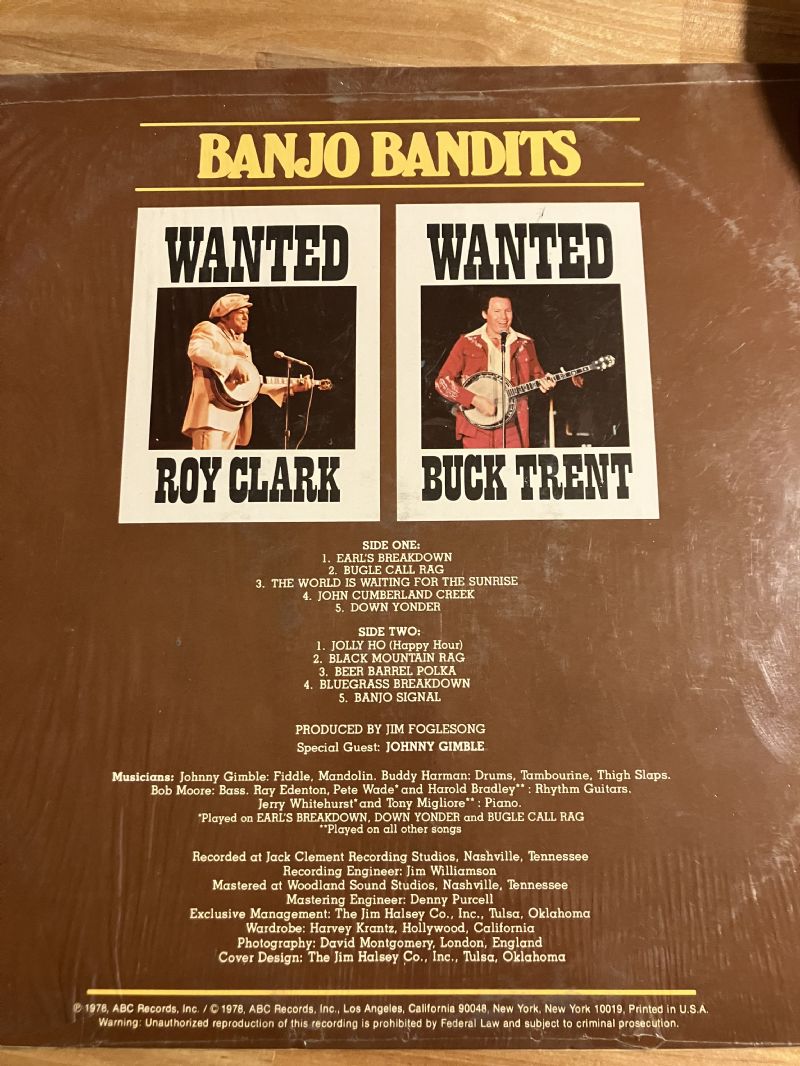 BANJO BANDITS
WANTED
ROY CLARK
WANTED
BUCK TRENT
SIDE ONE:
1. EARL'S BREAKDOWN
2. BUGLE CALL RAG
3. THE WORLD IS WAITING FOR THE SUNRISE
4. JOHN CUMBERLAND CREEK
5. DOWN YONDER
SIDE TWO:
1. JOLLY HO (Happy Hour)
2. BLACK MOUNTAIN RAG
3. BEER BARREL POLKA
4. BLUEGRASS BREAKDOWN
5. BANJO SIGNAL
PRODUCED BY JIM FOGLESONG
Special Guest: JOHNNY GIMBLE
Musicians: Johnny Gimble: Fiddle, Mandolin. Buddy Harman: Drums, Tambourine, Thigh Slaps.
Bob Moore: Bass. Ray Edenton, Pete Wade* and Harold Bradley** : Rhythm Guitars.
Jerry Whitehurst* and Tony Migliore** : Piano.
*Played on EARL'S BREAKDOWN, DOWN YONDER and BUGLE CALL RAG
**Played on all other songs
Recorded at Jack Clement Recording Studios, Nashville, Tennessee
Recording Engineer: Jim Williamson
Mastered at Woodland Sound Studios, Nashville, Tennessee
Mastering Engineer: Denny Purcell
Exclusive Management: The Jim Halsey Co., Inc., Tulsa, Oklahoma
Wardrobe: Harvey Krantz, Hollywood, California
Photography: David Montgomery, London, England
Cover Design: The Jim Halsey Co., Inc., Tulsa, Oklahoma
℗ 1978, ABC Records, Inc. / © 1978, ABC Records, Inc., Los Angeles, California 90048, New York, New York 10019, Printed in U.S.A.
Warning: Unauthorized reproduction of this recording is prohibited by Federal Law and subject to criminal prosecution.